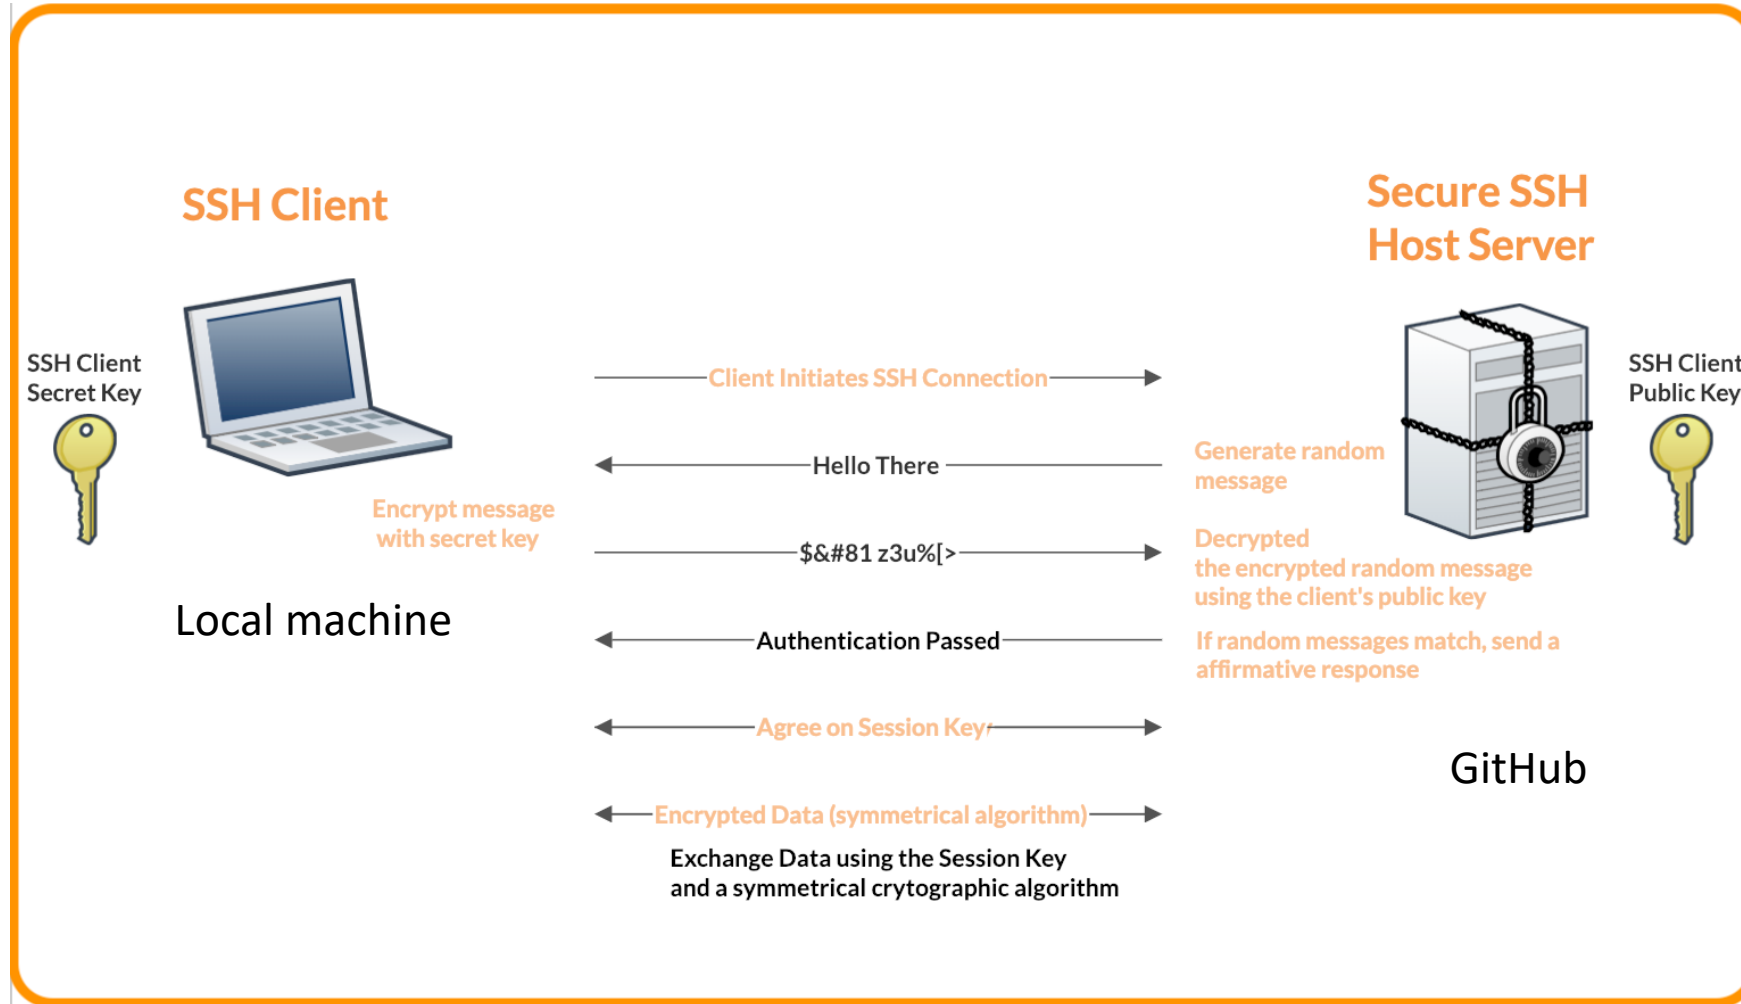 SSH Client
Secure SSH
Host Server
SSH Client
Secret Key
SSH Client
Public Key
Client Initiates SSH Connection
Hello There
Generate random
message
Encrypt message
with secret key
$&#81 z3u%[>
Decrypted
the encrypted random message
using the client's public key
Local machine
Authentication Passed
If random messages match, send a
affirmative response
Agree on Session Key
GitHub
Encrypted Data (symmetrical algorithm)
Exchange Data using the Session Key
and a symmetrical crytographic algorithm